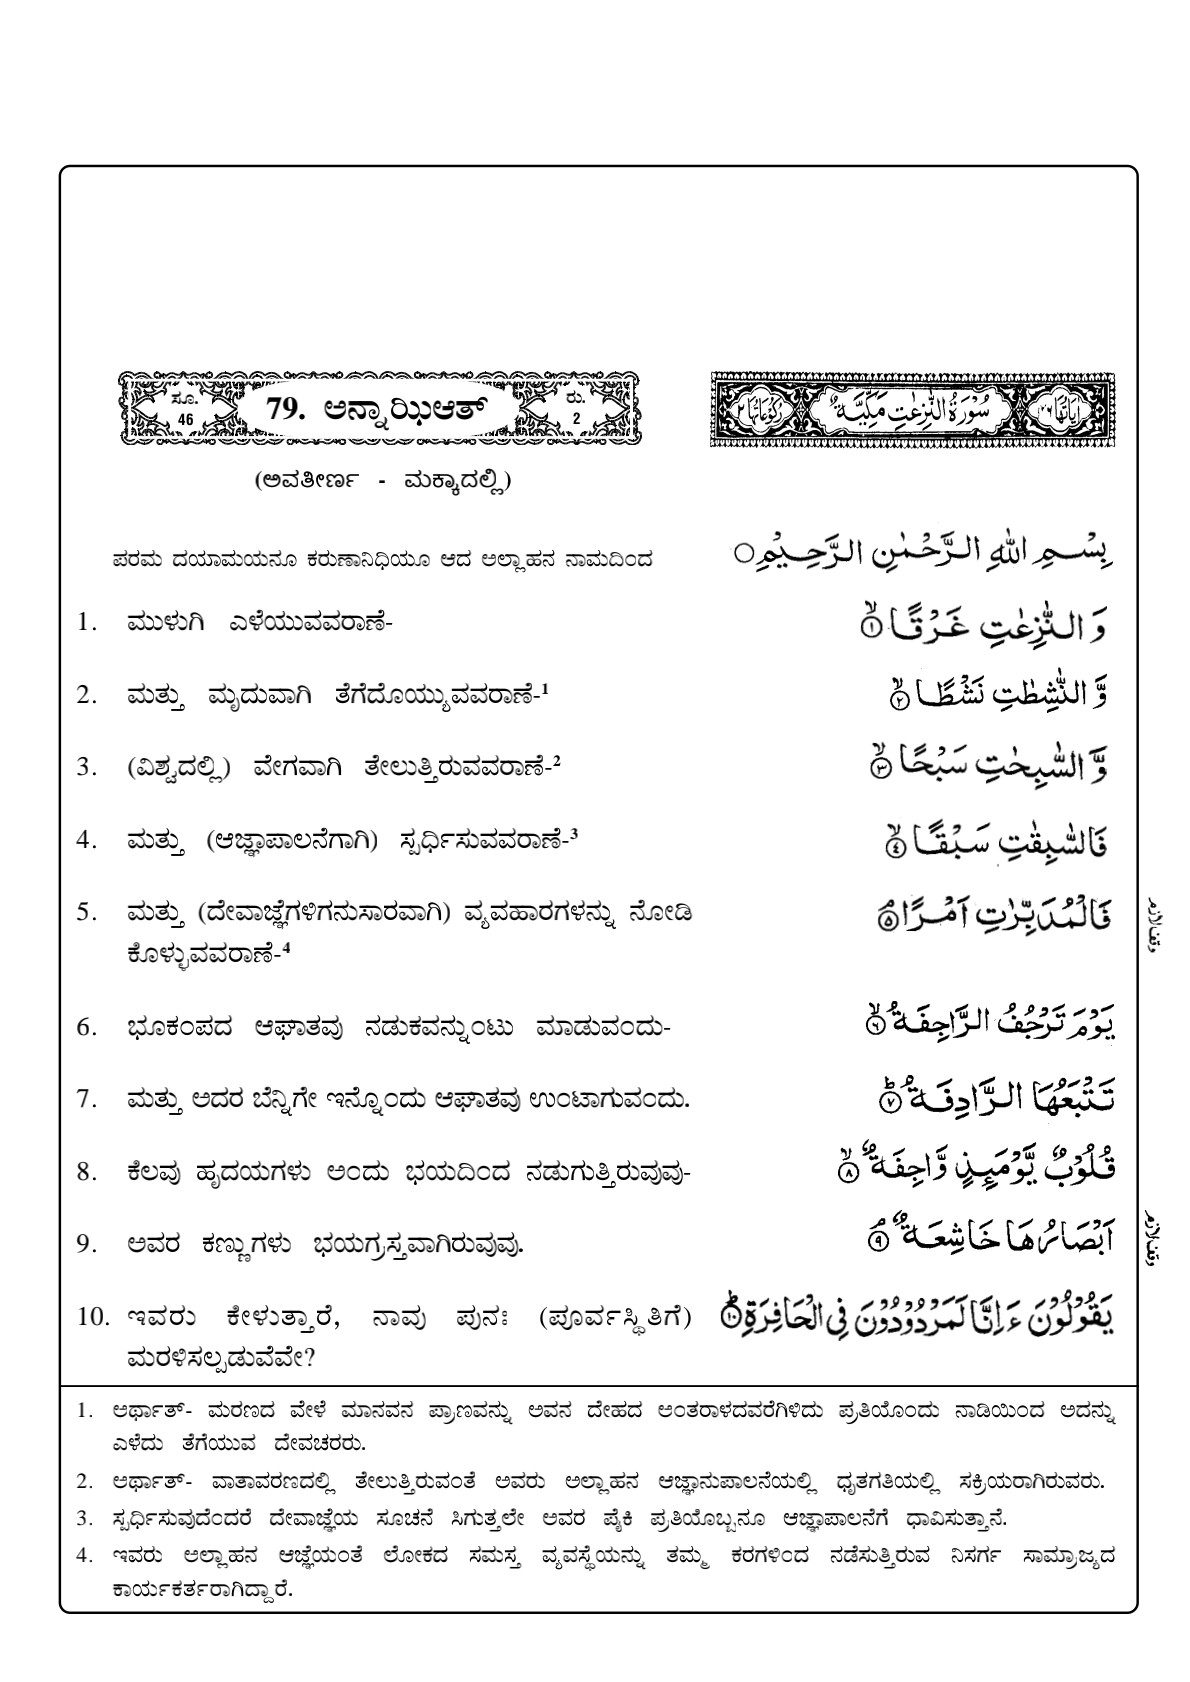 ಸೂ.
46
79. ಅನ್ನಾಝಿಆತ್
ರು.
2
اٰيَاتُهَا ٤٦
سُوْرَةُ النّٰزِعٰتِ مَكِّيَّةٌ
رُكُوْعَاتُهَا ٢
(ಅವತೀರ್ಣ - ಮಕ್ಕಾದಲ್ಲಿ)
ಪರಮ ದಯಾಮಯನೂ ಕರುಣಾನಿಧಿಯೂ ಆದ ಅಲ್ಲಾಹನ ನಾಮದಿಂದ
بِسْمِ اللّٰهِ الرَّحْمٰنِ الرَّحِيْمِ ○
1. ಮುಳುಗಿ ಎಳೆಯುವವರಾಣೆ-
وَ النّٰزِعٰتِ غَرْقًا ۙ﴿١﴾
2. ಮತ್ತು ಮೃದುವಾಗಿ ತೆಗೆದೊಯ್ಯುವವರಾಣೆ-¹
وَّ النّٰشِطٰتِ نَشْطًا ۙ﴿٢﴾
3. (ವಿಶ್ವದಲ್ಲಿ) ವೇಗವಾಗಿ ತೇಲುತ್ತಿರುವವರಾಣೆ-²
وَّ السّٰبِحٰتِ سَبْحًا ۙ﴿٣﴾
4. ಮತ್ತು (ಆಜ್ಞಾಪಾಲನೆಗಾಗಿ) ಸ್ಪರ್ಧಿಸುವವರಾಣೆ-³
فَالسّٰبِقٰتِ سَبْقًا ۙ﴿٤﴾
5. ಮತ್ತು (ದೇವಾಜ್ಞೆಗಳಿಗನುಸಾರವಾಗಿ) ವ್ಯವಹಾರಗಳನ್ನು ನೋಡಿ
ಕೊಳ್ಳುವವರಾಣೆ-⁴
فَالْمُدَبِّرٰتِ اَمْرًا ۘ﴿٥﴾
وقف لازم
6. ಭೂಕಂಪದ ಆಘಾತವು ನಡುಕವನ್ನುಂಟು ಮಾಡುವಂದು-
يَوْمَ تَرْجُفُ الرَّاجِفَةُ ۙ﴿٦﴾
7. ಮತ್ತು ಅದರ ಬೆನ್ನಿಗೇ ಇನ್ನೊಂದು ಆಘಾತವು ಉಂಟಾಗುವಂದು.
تَتْبَعُهَا الرَّادِفَةُ ؕ﴿٧﴾
8. ಕೆಲವು ಹೃದಯಗಳು ಅಂದು ಭಯದಿಂದ ನಡುಗುತ್ತಿರುವುವು-
قُلُوْبٌ يَّوْمَئِذٍ وَّاجِفَةٌ ۙ﴿٨﴾
9. ಅವರ ಕಣ್ಣುಗಳು ಭಯಗ್ರಸ್ತವಾಗಿರುವುವು.
اَبْصَارُهَا خَاشِعَةٌ ۘ﴿٩﴾
وقف لازم
10. ಇವರು ಕೇಳುತ್ತಾರೆ, ನಾವು ಪುನಃ (ಪೂರ್ವಸ್ಥಿತಿಗೆ)
ಮರಳಿಸಲ್ಪಡುವೆವೇ?
يَقُوْلُوْنَ ءَاِنَّا لَمَرْدُوْدُوْنَ فِى الْحَافِرَةِ ؕ﴿١٠﴾
1. ಅರ್ಥಾತ್- ಮರಣದ ವೇಳೆ ಮಾನವನ ಪ್ರಾಣವನ್ನು ಅವನ ದೇಹದ ಅಂತರಾಳದವರೆಗಿಳಿದು ಪ್ರತಿಯೊಂದು ನಾಡಿಯಿಂದ ಅದನ್ನು
ಎಳೆದು ತೆಗೆಯುವ ದೇವಚರರು.
2. ಅರ್ಥಾತ್- ವಾತಾವರಣದಲ್ಲಿ ತೇಲುತ್ತಿರುವಂತೆ ಅವರು ಅಲ್ಲಾಹನ ಆಜ್ಞಾನುಪಾಲನೆಯಲ್ಲಿ ಧೃತಗತಿಯಲ್ಲಿ ಸಕ್ರಿಯರಾಗಿರುವರು.
3. ಸ್ಪರ್ಧಿಸುವುದೆಂದರೆ ದೇವಾಜ್ಞೆಯ ಸೂಚನೆ ಸಿಗುತ್ತಲೇ ಅವರ ಪೈಕಿ ಪ್ರತಿಯೊಬ್ಬನೂ ಆಜ್ಞಾಪಾಲನೆಗೆ ಧಾವಿಸುತ್ತಾನೆ.
4. ಇವರು ಅಲ್ಲಾಹನ ಆಜ್ಞೆಯಂತೆ ಲೋಕದ ಸಮಸ್ತ ವ್ಯವಸ್ಥೆಯನ್ನು ತಮ್ಮ ಕರಗಳಿಂದ ನಡೆಸುತ್ತಿರುವ ನಿಸರ್ಗ ಸಾಮ್ರಾಜ್ಯದ
ಕಾರ್ಯಕರ್ತರಾಗಿದ್ದಾರೆ.